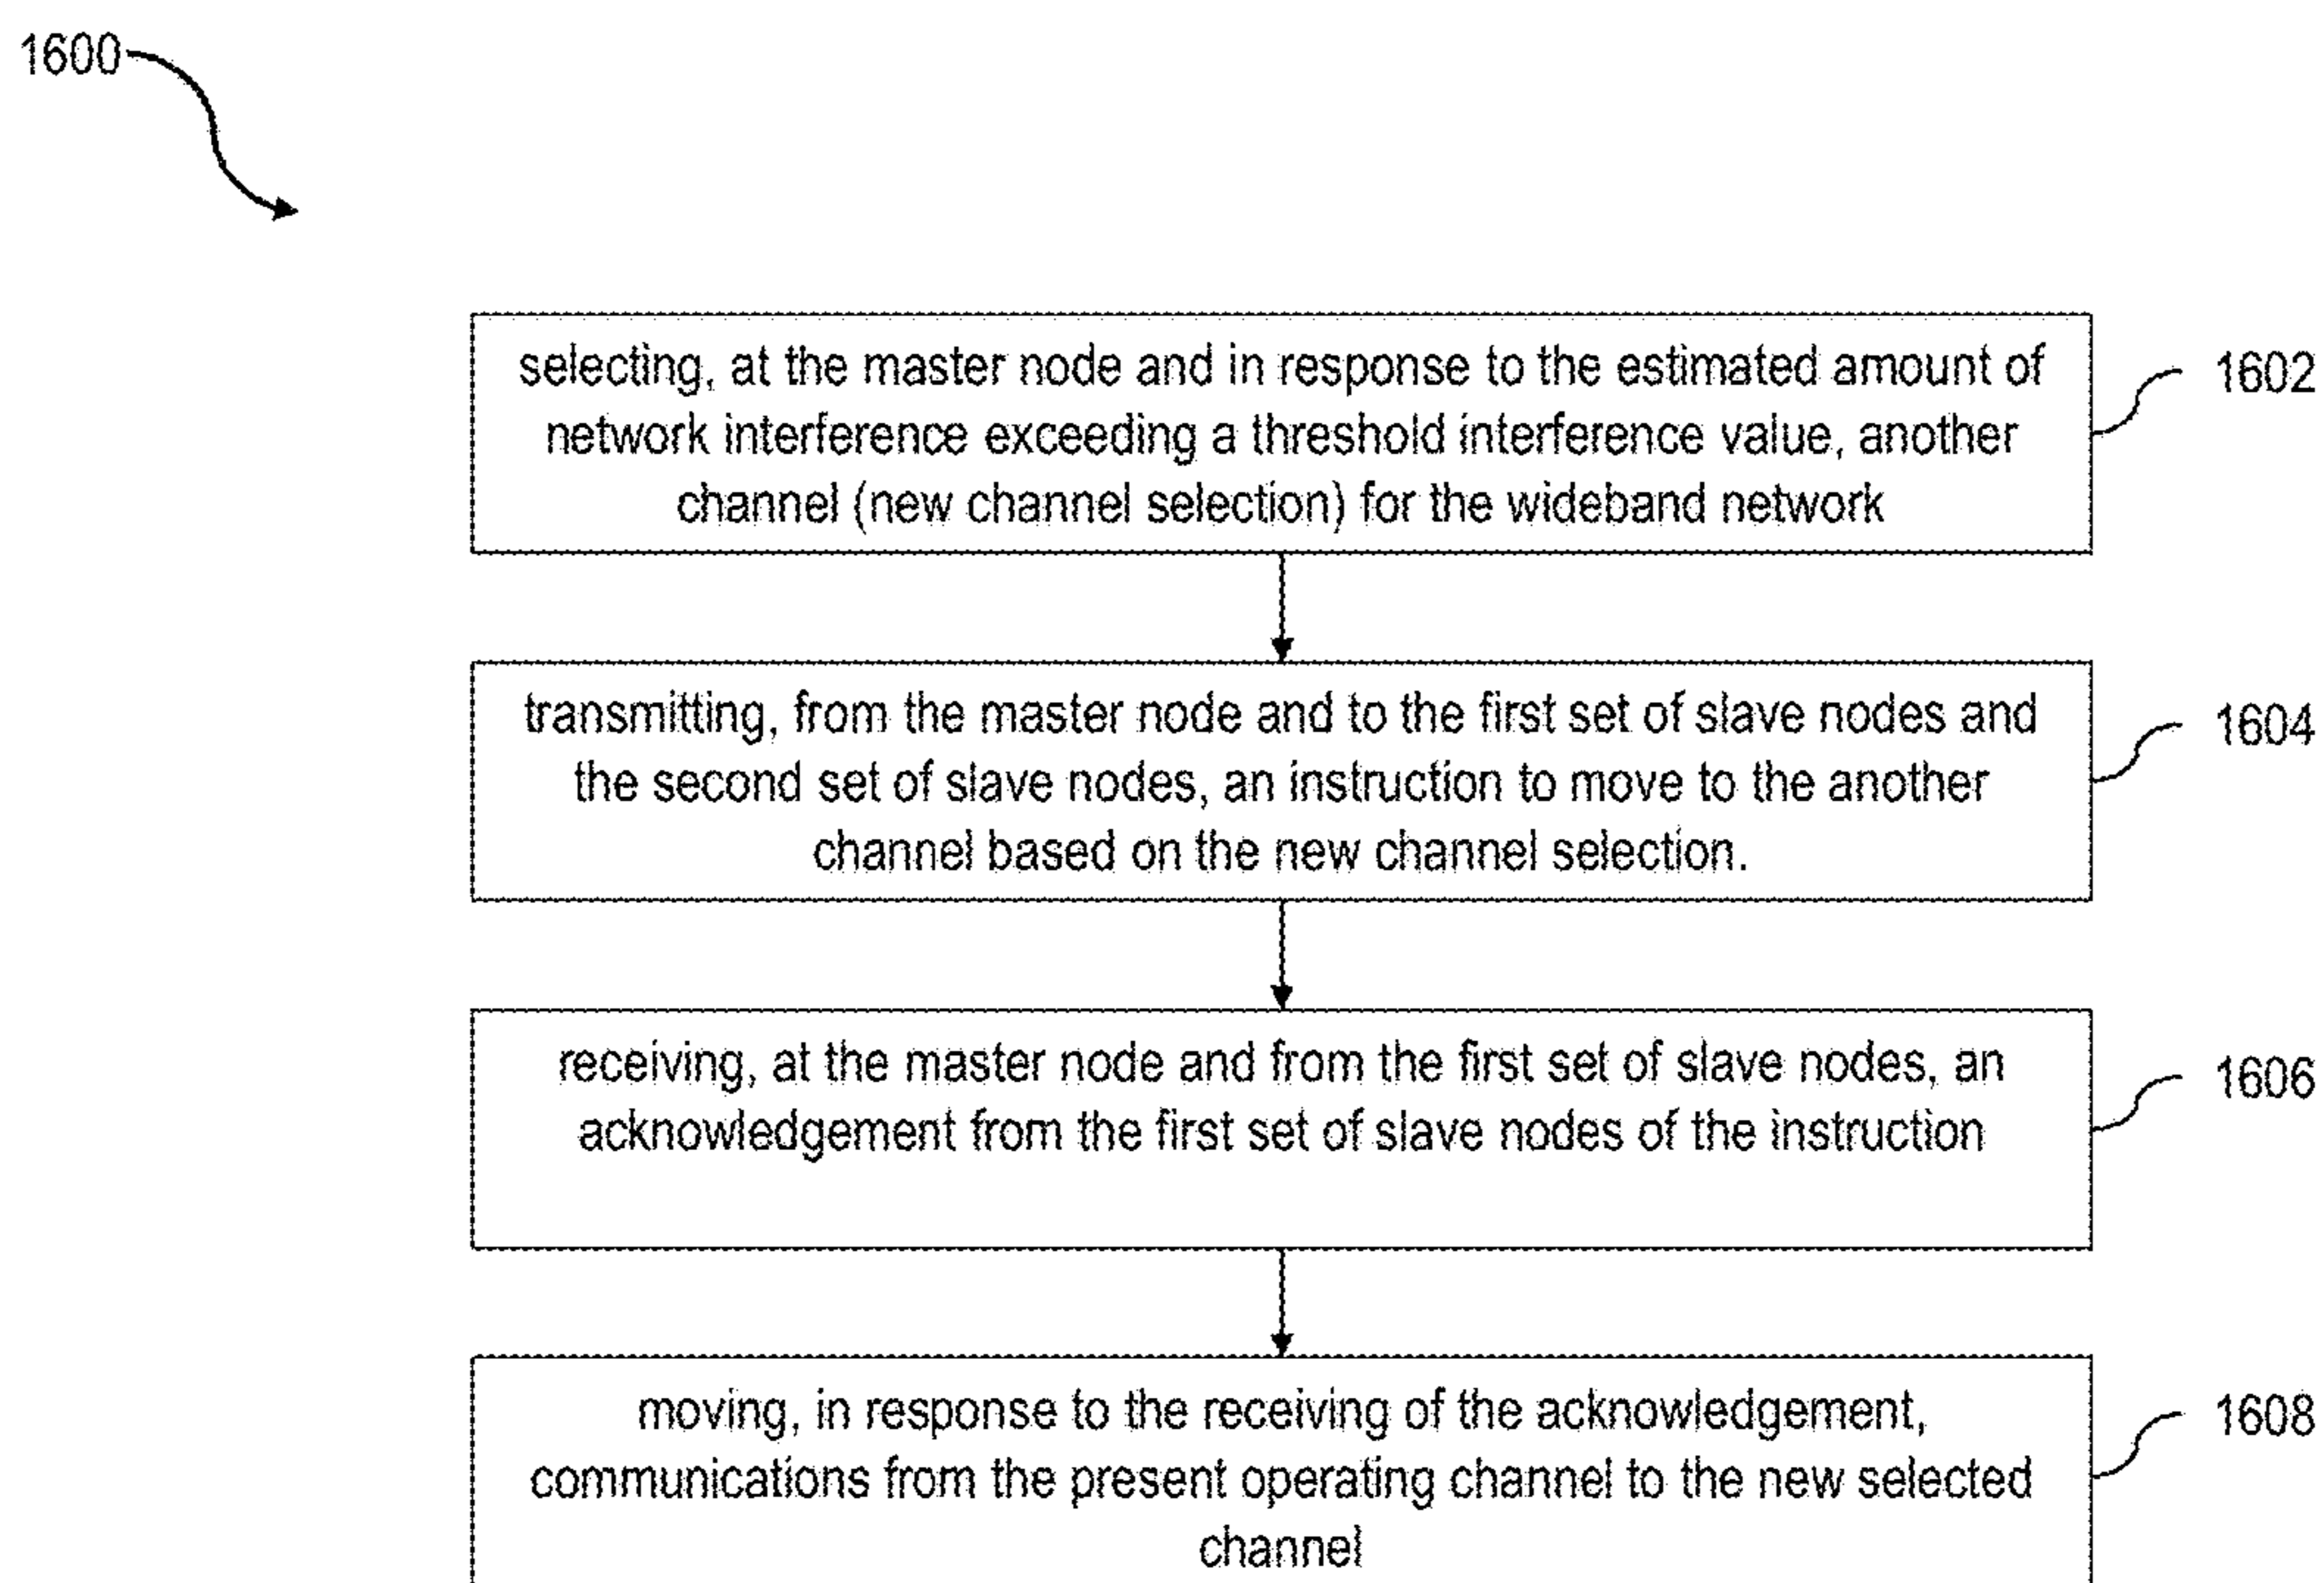 1600
selecting, at the master node and in response to the estimated amount of
network interference exceeding a threshold interference value, another
channel (new channel selection) for the wideband network
1602
transmitting, from the master node and to the first set of slave nodes and
the second set of slave nodes, an instruction to move to the another
channel based on the new channel selection.
1604
receiving, at the master node and from the first set of slave nodes, an
acknowledgement from the first set of slave nodes of the instruction
1606
moving, in response to the receiving of the acknowledgement,
communications from the present operating channel to the new selected
channel
1608